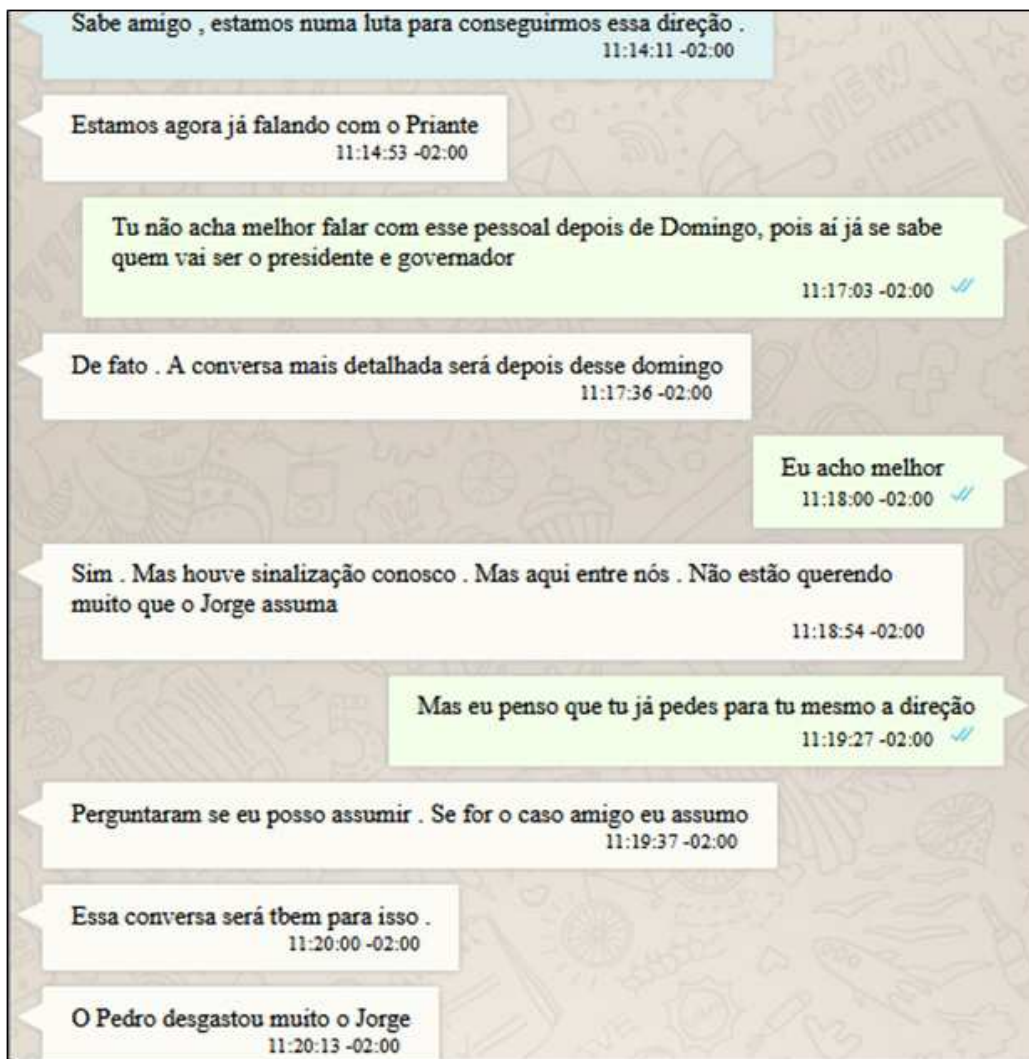 Sabe amigo , estamos numa luta para conseguirmos essa direção .
11:14:11 -02:00
Estamos agora já falando com o Priante
11:14:53 -02:00
Tu não acha melhor falar com esse pessoal depois de Domingo, pois aí já se sabe
quem vai ser o presidente e governador
11:17:03 -02:00
De fato . A conversa mais detalhada será depois desse domingo
11:17:36 -02:00
Eu acho melhor
11:18:00 -02:00
Sim . Mas houve sinalização conosco . Mas aqui entre nós . Não estão querendo
muito que o Jorge assuma
11:18:54 -02:00
Mas eu penso que tu já pedes para tu mesmo a direção
11:19:27 -02:00
Perguntaram se eu posso assumir . Se for o caso amigo eu assumo
11:19:37 -02:00
Essa conversa será tbem para isso .
11:20:00 -02:00
O Pedro desgastou muito o Jorge
11:20:13 -02:00